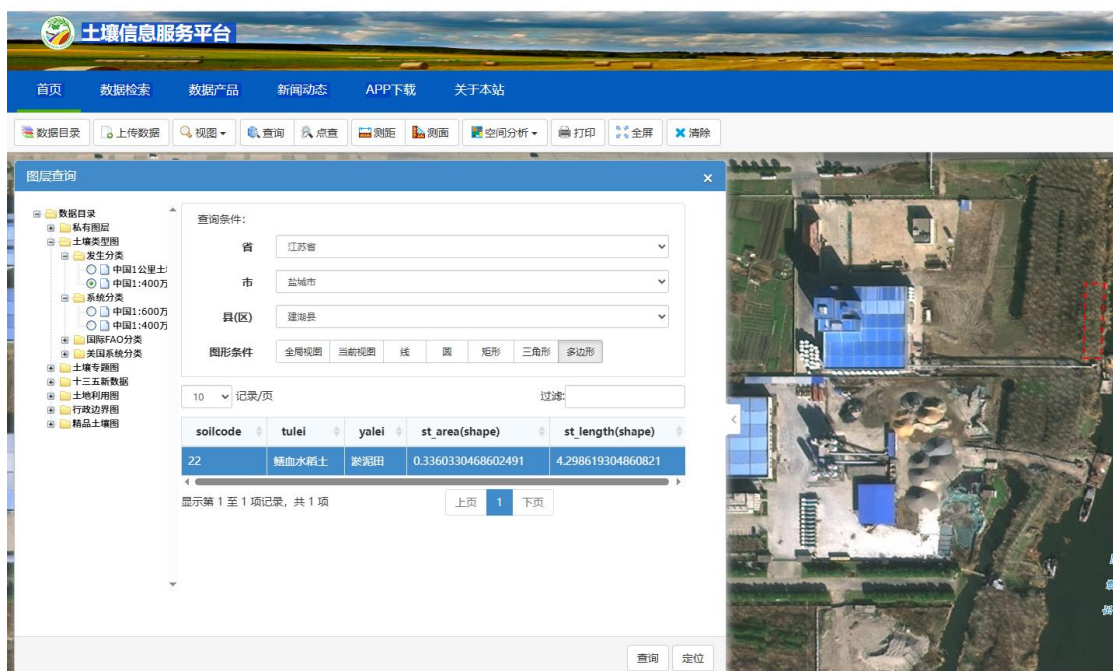 土壤信息服务平台
首页 数据检索 数据产品 新闻动态 APP下载 关于本站
数据目录 上传数据 视图 查询 点查 测距 测面 空间分析 打印 全屏 清除
图层查询 ×
数据目录
私有图层
土壤类型图
发生分类
中国1公里土
中国1:400万
系统分类
中国1:600万
中国1:400万
国际FAO分类
美国系统分类
土壤专题图
十三五新数据
土地利用图
行政边界图
精品土壤图
查询条件:
省 江苏省
市 盐城市
县(区) 建湖县
图形条件 全局视图 当前视图 线 圆 矩形 三角形 多边形
10 记录/页 过滤:
soilcode tulei yalei st_area(shape) st_length(shape)
22 鳝血水稻土 淤泥田 0.3360330468602491 4.298619304860821
显示第 1 至 1 项记录，共 1 项 上页 1 下页
查询 定位